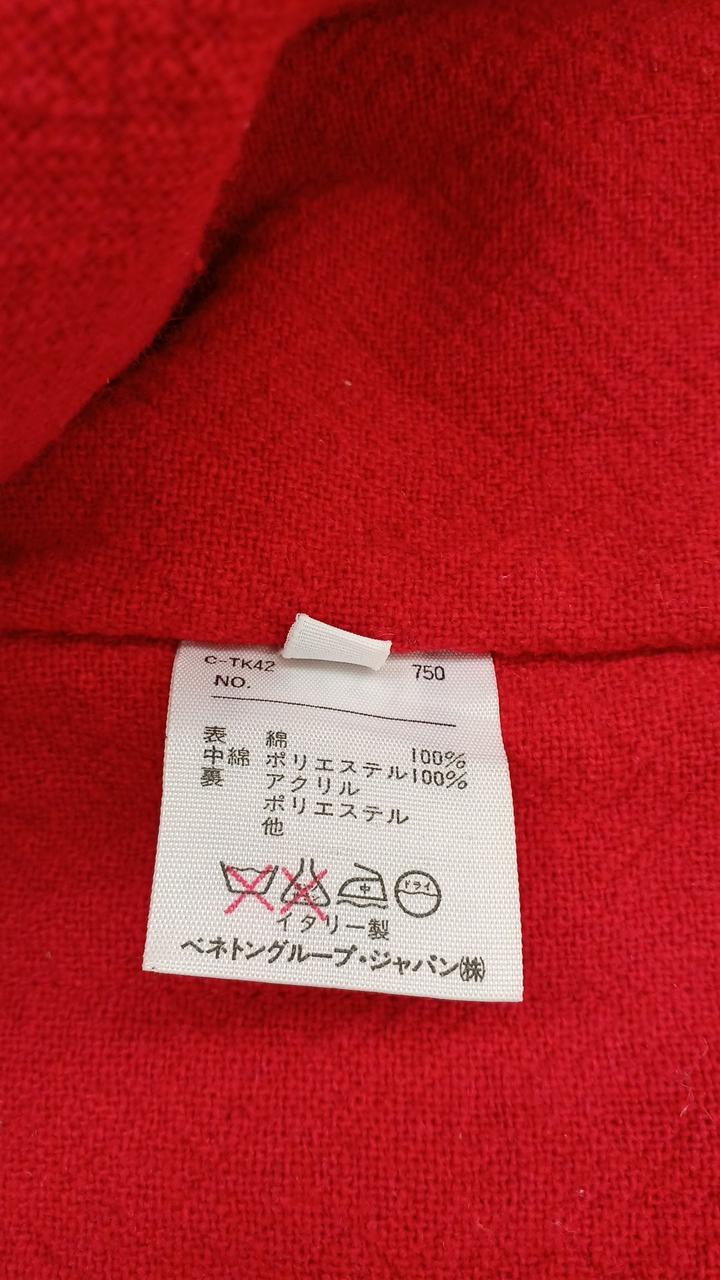 C-TK42 750
NO.
表 綿 100%
中綿 ポリエステル 100%
裏 アクリル
ポリエステル
他
中 ドライ
イタリー製
ベネトングループ・ジャパン㈱